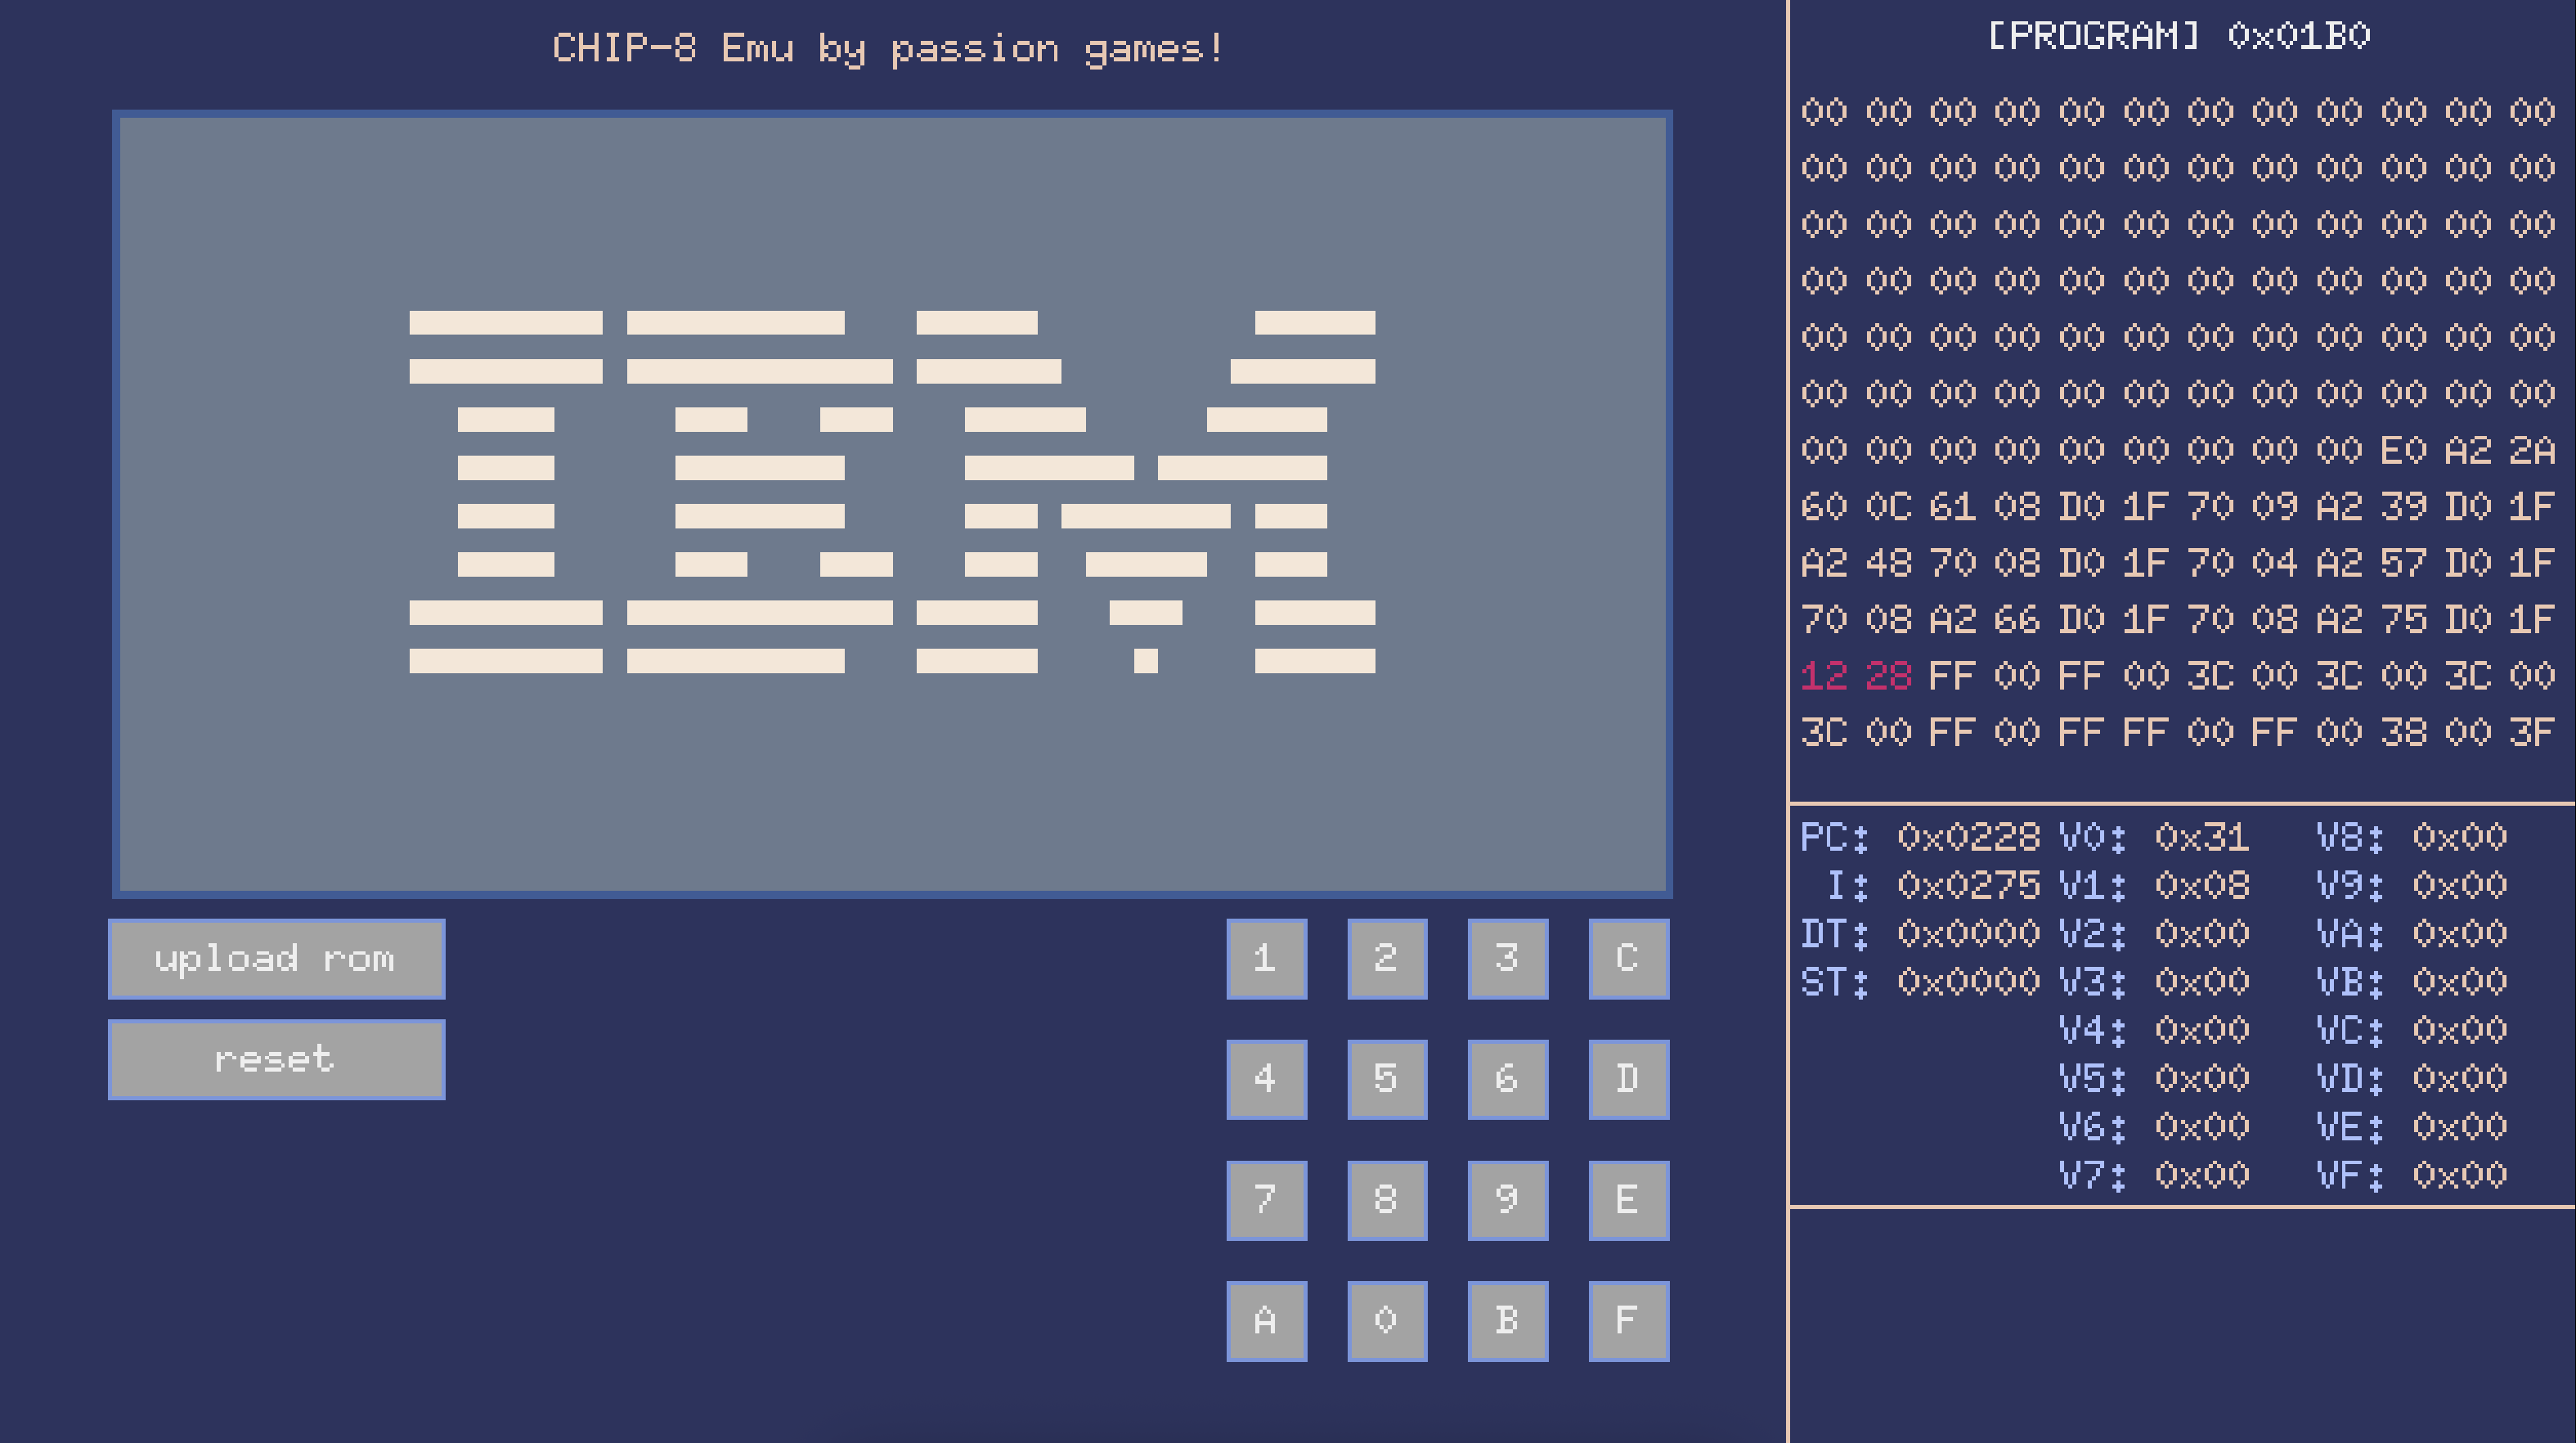 CHIP-8 Emu by passion games!
IBM
upload rom
reset
1 2 3 C
4 5 6 D
7 8 9 E
A 0 B F
[PROGRAM] 0x01B0
00 00 00 00 00 00 00 00 00 00 00 00
00 00 00 00 00 00 00 00 00 00 00 00
00 00 00 00 00 00 00 00 00 00 00 00
00 00 00 00 00 00 00 00 00 00 00 00
00 00 00 00 00 00 00 00 00 00 00 00
00 00 00 00 00 00 00 00 00 00 00 00
00 00 00 00 00 00 00 00 00 E0 A2 2A
60 0C 61 08 D0 1F 70 09 A2 39 D0 1F
A2 48 70 08 D0 1F 70 04 A2 57 D0 1F
70 08 A2 66 D0 1F 70 08 A2 75 D0 1F
12 28 FF 00 FF 00 3C 00 3C 00 3C 00
3C 00 FF 00 FF FF 00 FF 00 38 00 3F
PC: 0x0228 V0: 0x31 V8: 0x00
I: 0x0275 V1: 0x08 V9: 0x00
DT: 0x0000 V2: 0x00 VA: 0x00
ST: 0x0000 V3: 0x00 VB: 0x00
V4: 0x00 VC: 0x00
V5: 0x00 VD: 0x00
V6: 0x00 VE: 0x00
V7: 0x00 VF: 0x00